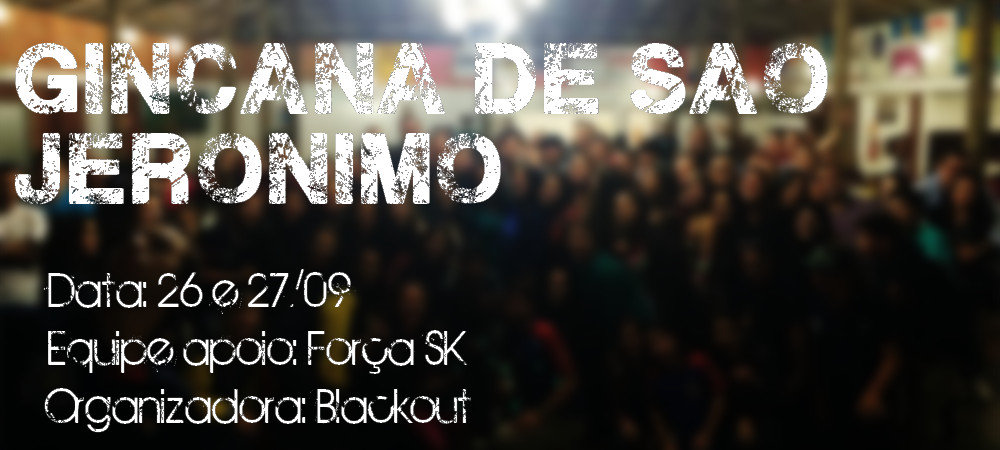 GINCANA DE SAO
JERONIMO
Data: 26 e 27/09
Equipe apoio: Força SK
Organizadora: Blackout